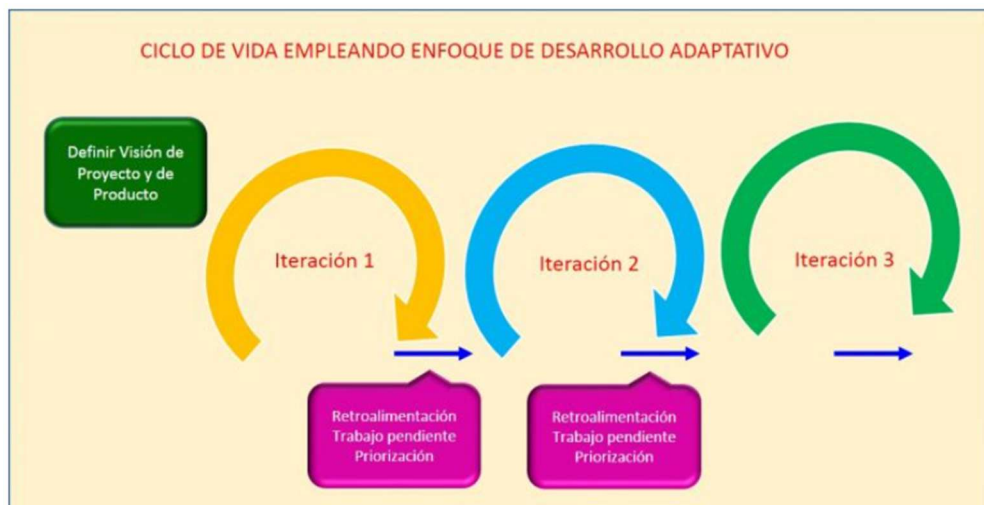 CICLO DE VIDA EMPLEANDO ENFOQUE DE DESARROLLO ADAPTATIVO
Definir Visión de
Proyecto y de
Producto
Iteración 1
Iteración 2
Iteración 3
Retroalimentación
Trabajo pendiente
Priorización
Retroalimentación
Trabajo pendiente
Priorización